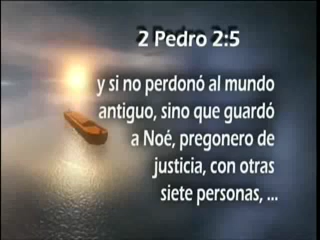 2 Pedro 2:5
y si no perdonó al mundo
antiguo, sino que guardó
a Noé, pregonero de
justicia, con otras
siete personas, ...